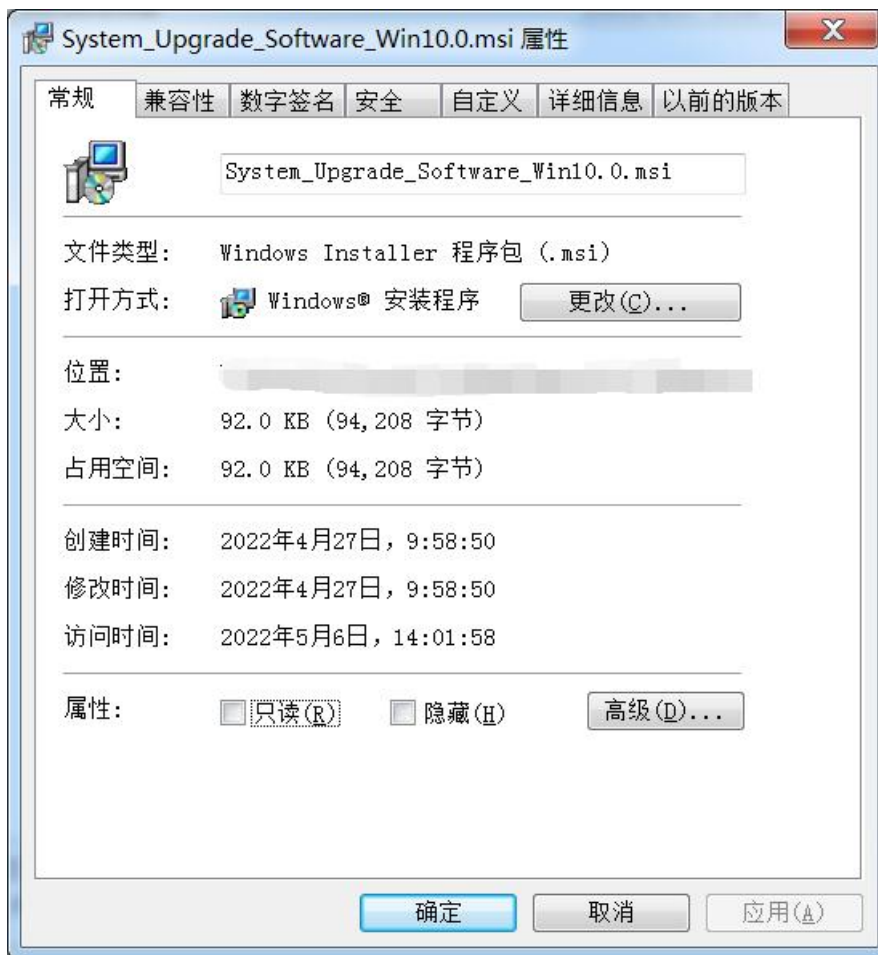 System_Upgrade_Software_Win10.0.msi 属性
常规 兼容性 数字签名 安全 自定义 详细信息 以前的版本
System_Upgrade_Software_Win10.0.msi
文件类型: Windows Installer 程序包 (.msi)
打开方式: Windows® 安装程序 更改(C)...
位置:
大小: 92.0 KB (94,208 字节)
占用空间: 92.0 KB (94,208 字节)
创建时间: 2022年4月27日，9:58:50
修改时间: 2022年4月27日，9:58:50
访问时间: 2022年5月6日，14:01:58
属性: 只读(R) 隐藏(H) 高级(D)...
确定 取消 应用(A)